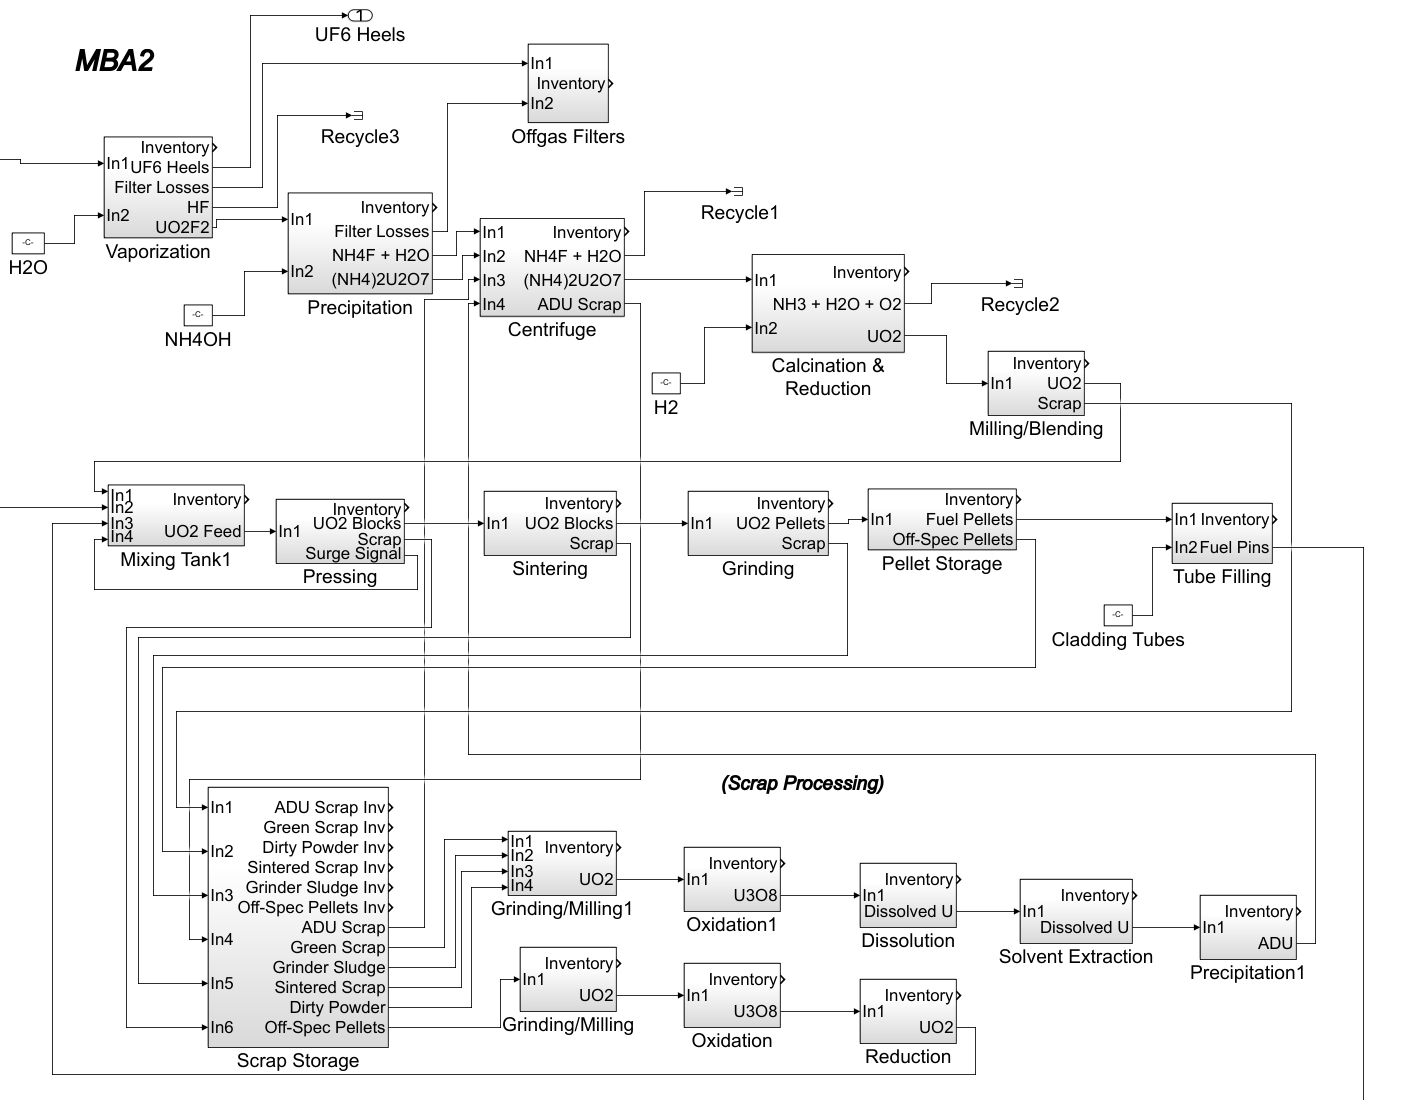 1
UF6 Heels
MBA2
In1
Inventory
In2
Offgas Filters
Recycle3
Inventory
In1
UF6 Heels
Filter Losses
HF
In2
UO2F2
Vaporization
-C-
H2O
Inventory
In1
Filter Losses
NH4F + H2O
In2
(NH4)2U2O7
Precipitation
-C-
NH4OH
Recycle1
In1
Inventory
In2
NH4F + H2O
In3
(NH4)2U2O7
In4
ADU Scrap
Centrifuge
Inventory
In1
NH3 + H2O + O2
In2
UO2
Calcination &
Reduction
Recycle2
-C-
H2
Inventory
In1
UO2
Scrap
Milling/Blending
In1
In2
In3
In4
Inventory
UO2 Feed
Mixing Tank1
Inventory
In1
UO2 Blocks
Scrap
Surge Signal
Pressing
Inventory
In1
UO2 Blocks
Scrap
Sintering
Inventory
In1
UO2 Pellets
Scrap
Grinding
Inventory
In1
Fuel Pellets
Off-Spec Pellets
Pellet Storage
In1
Inventory
In2
Fuel Pins
Tube Filling
-C-
Cladding Tubes
(Scrap Processing)
In1
In2
In3
In4
In5
In6
ADU Scrap Inv
Green Scrap Inv
Dirty Powder Inv
Sintered Scrap Inv
Grinder Sludge Inv
Off-Spec Pellets Inv
ADU Scrap
Green Scrap
Grinder Sludge
Sintered Scrap
Dirty Powder
Off-Spec Pellets
Scrap Storage
In1
In2
In3
In4
Inventory
UO2
Grinding/Milling1
Inventory
In1
U3O8
Oxidation1
Inventory
In1
Dissolved U
Dissolution
Inventory
In1
Dissolved U
Solvent Extraction
Inventory
In1
ADU
Precipitation1
Inventory
In1
UO2
Grinding/Milling
Inventory
In1
U3O8
Oxidation
Inventory
In1
UO2
Reduction